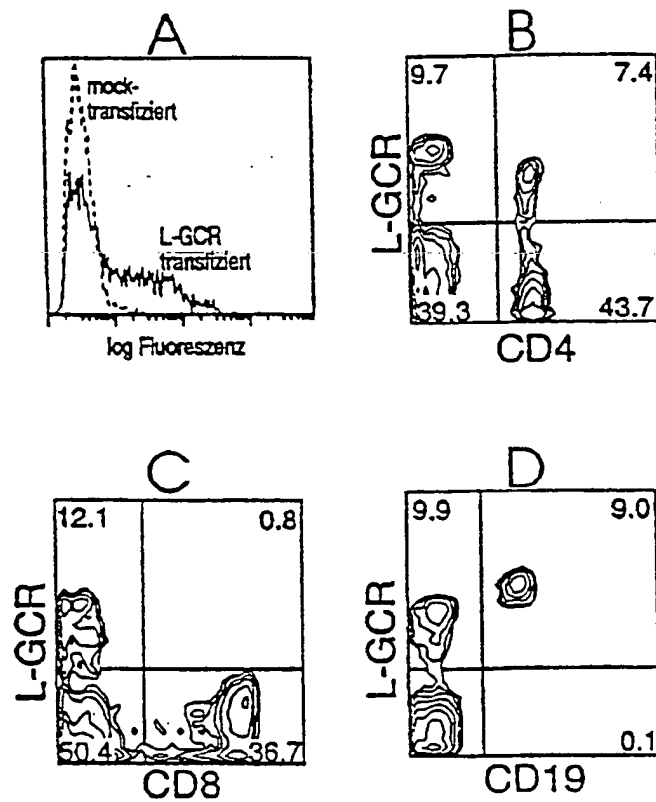 A
mock-
transfiziert
L-GCR
transfiziert
log Fluoreszenz
B
9.7
7.4
L-GCR
39.3
43.7
CD4
C
12.1
0.8
L-GCR
50.4
36.7
CD8
D
9.9
9.0
L-GCR
0.1
CD19